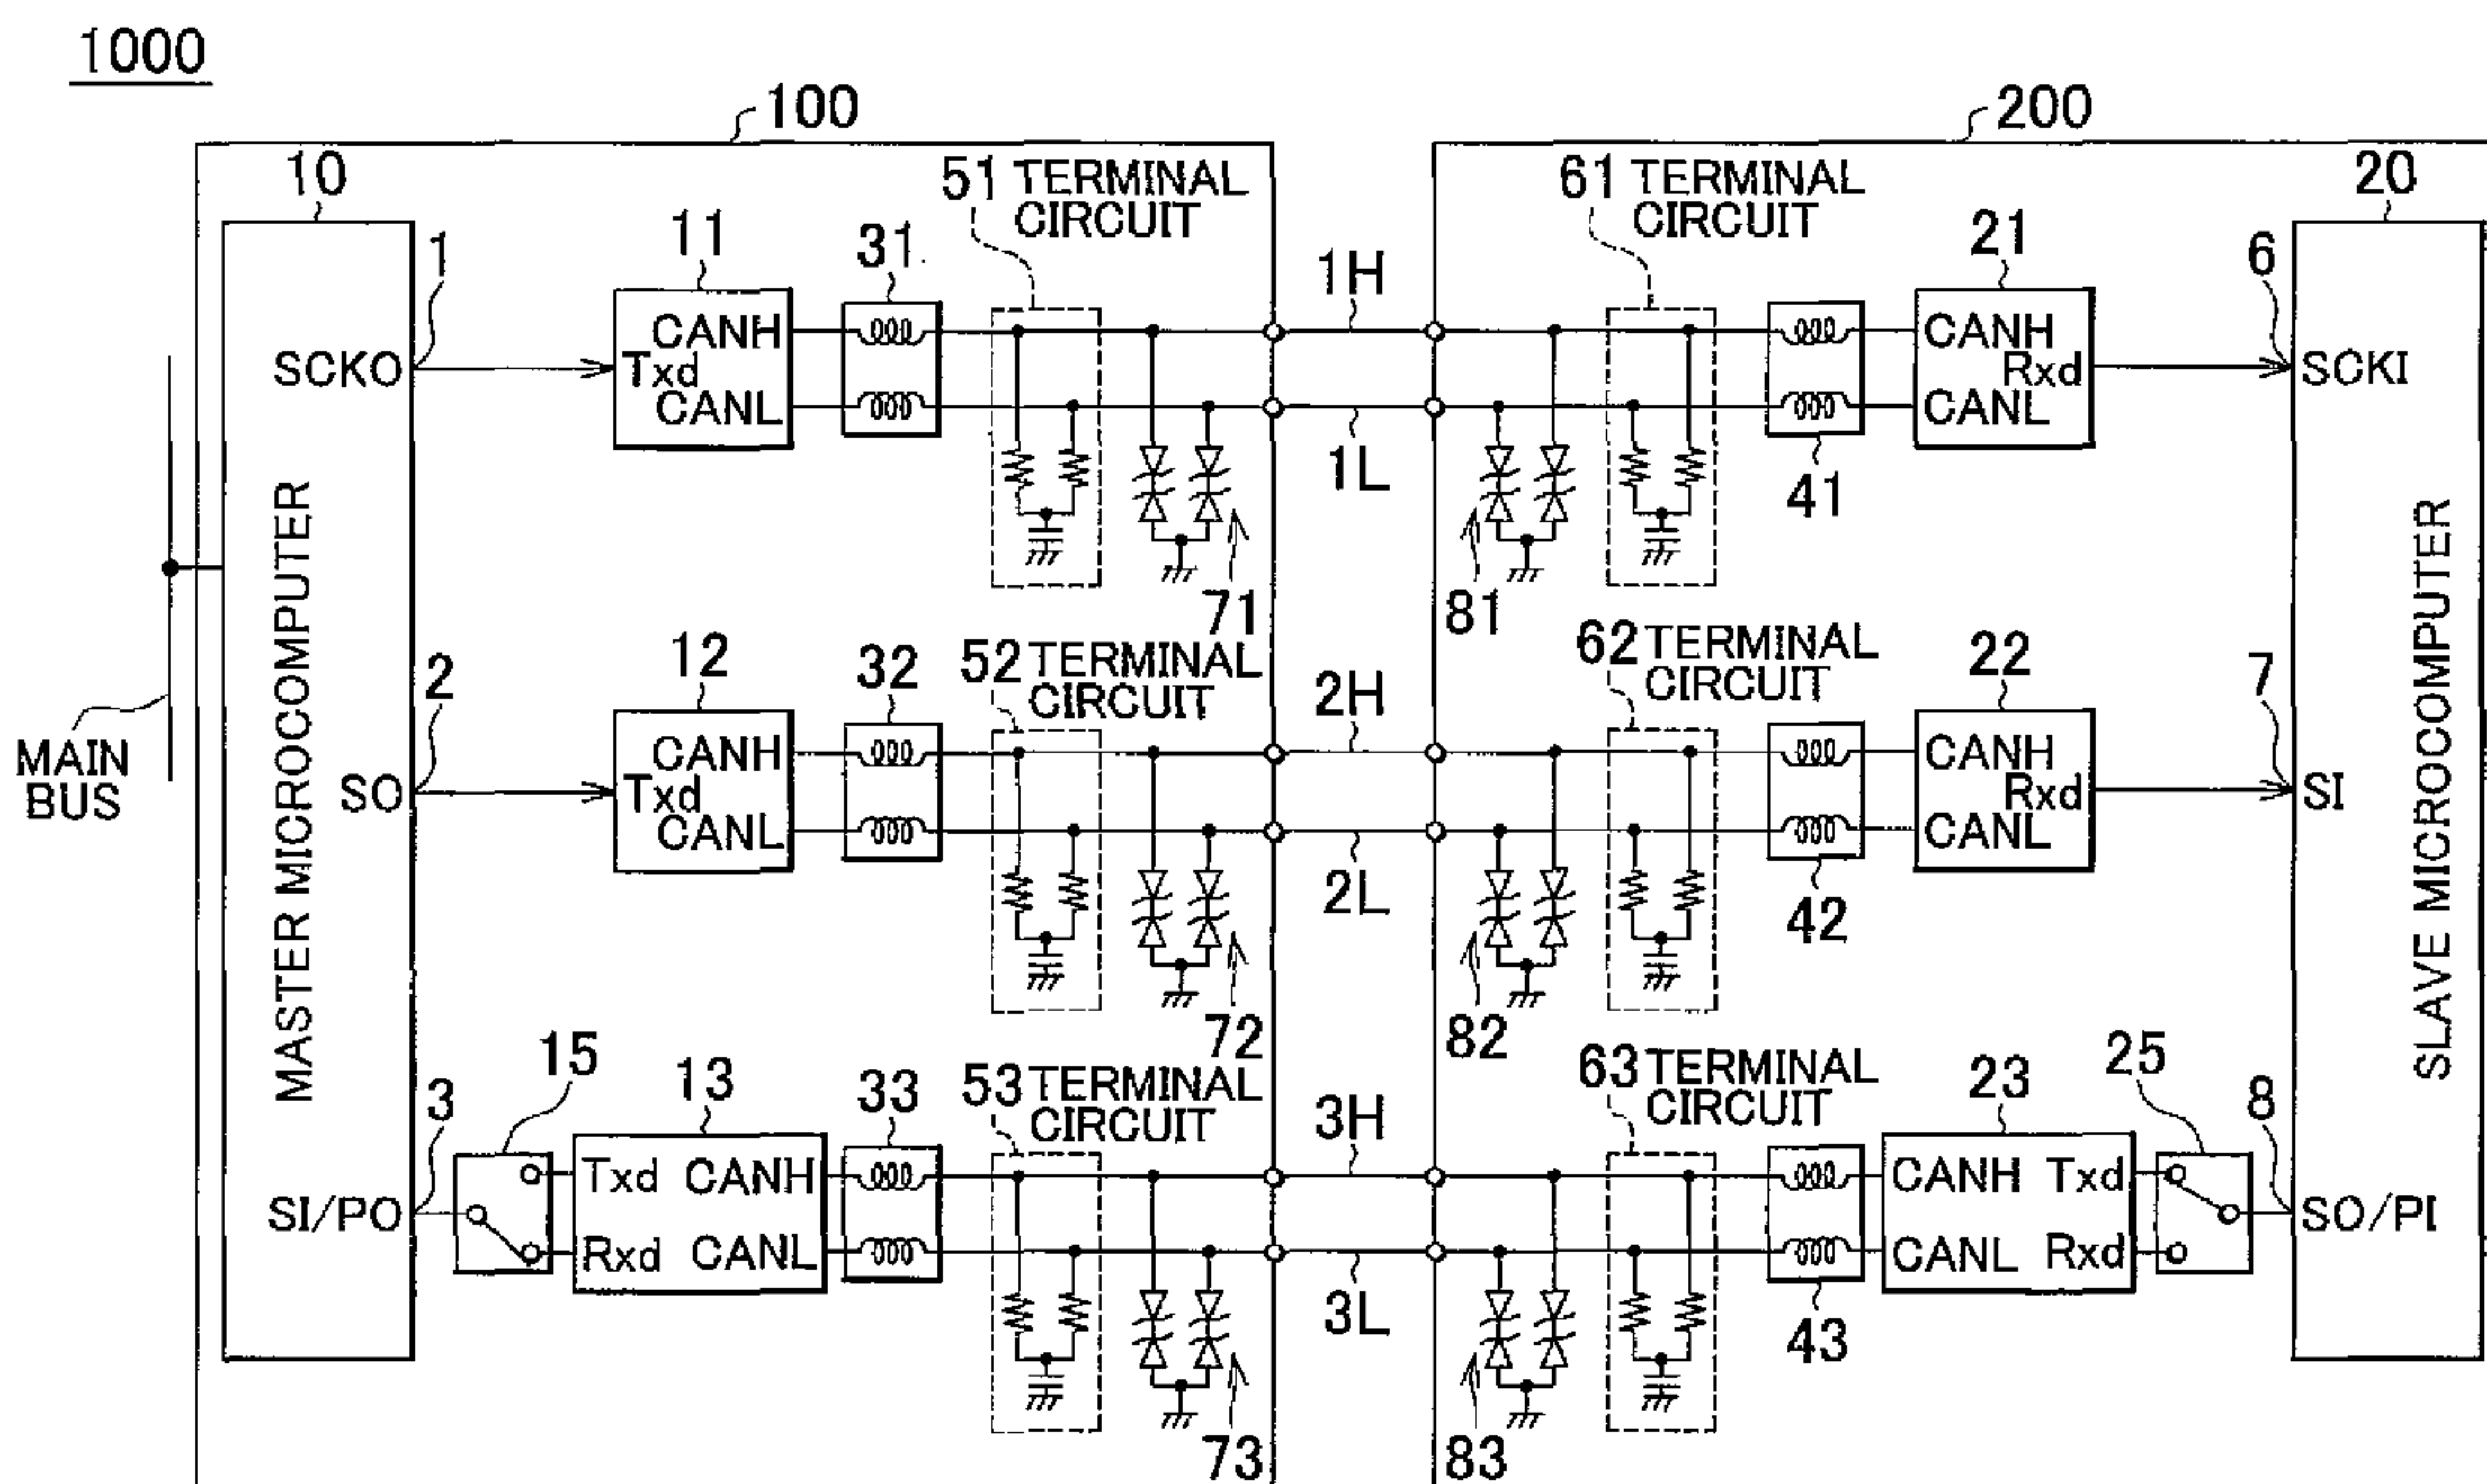 1000
100
200
10
51 TERMINAL
CIRCUIT
61 TERMINAL
CIRCUIT
20
1
11
31
1H
21
6
SCKO
Txd
CANH
CANL
CANH
CANL
Rxd
SCKI
1L
41
71
81
MASTER MICROCOMPUTER
SLAVE MICROCOMPUTER
2
12
32
52 TERMINAL
CIRCUIT
2H
62 TERMINAL
CIRCUIT
22
7
MAIN
BUS
SO
Txd
CANH
CANL
CANH
CANL
Rxd
SI
2L
42
72
82
3
15
13
33
53 TERMINAL
CIRCUIT
3H
63 TERMINAL
CIRCUIT
23
25
8
SI/PO
Txd CANH
Rxd CANL
CANH Txd
CANL Rxd
SO/PI
3L
43
73
83